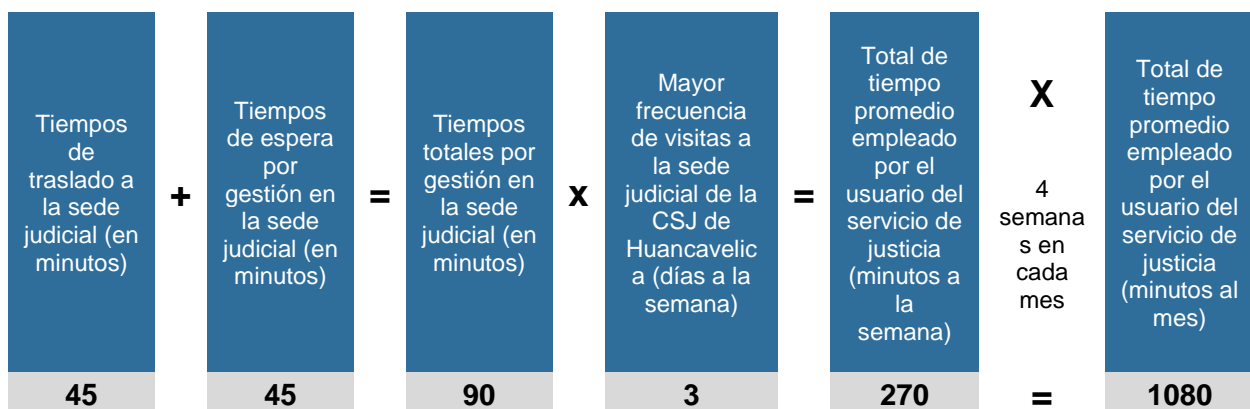 Tiempos
de
traslado a
la sede
judicial (en
minutos)
+
Tiempos
de espera
por
gestión en
la sede
judicial (en
minutos)
=
Tiempos
totales por
gestión en
la sede
judicial (en
minutos)
x
Mayor
frecuencia
de visitas a
la sede
judicial de la
CSJ de
Huancavelic
a (días a la
semana)
=
Total de
tiempo
promedio
empleado
por el
usuario del
servicio de
justicia
(minutos a
la
semana)
X
4
semana
s en
cada
mes
Total de
tiempo
promedio
empleado
por el
usuario del
servicio de
justicia
(minutos al
mes)
45 45 90 3 270 = 1080